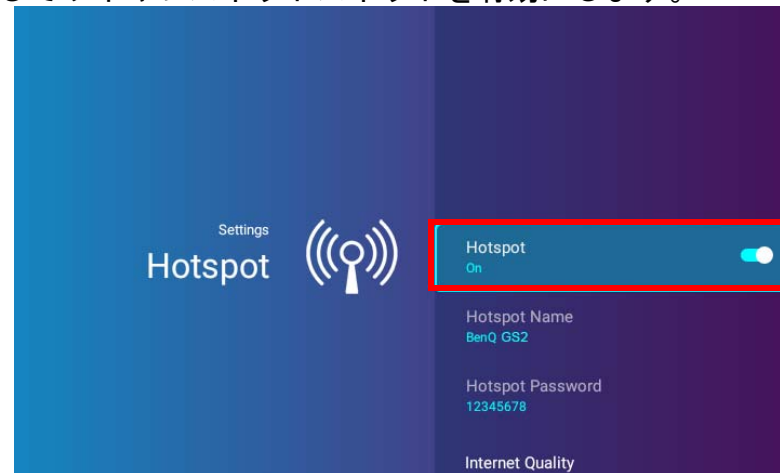 Settings
Hotspot
Hotspot
On
Hotspot Name
BenQ GS2
Hotspot Password
12345678
Internet Quality